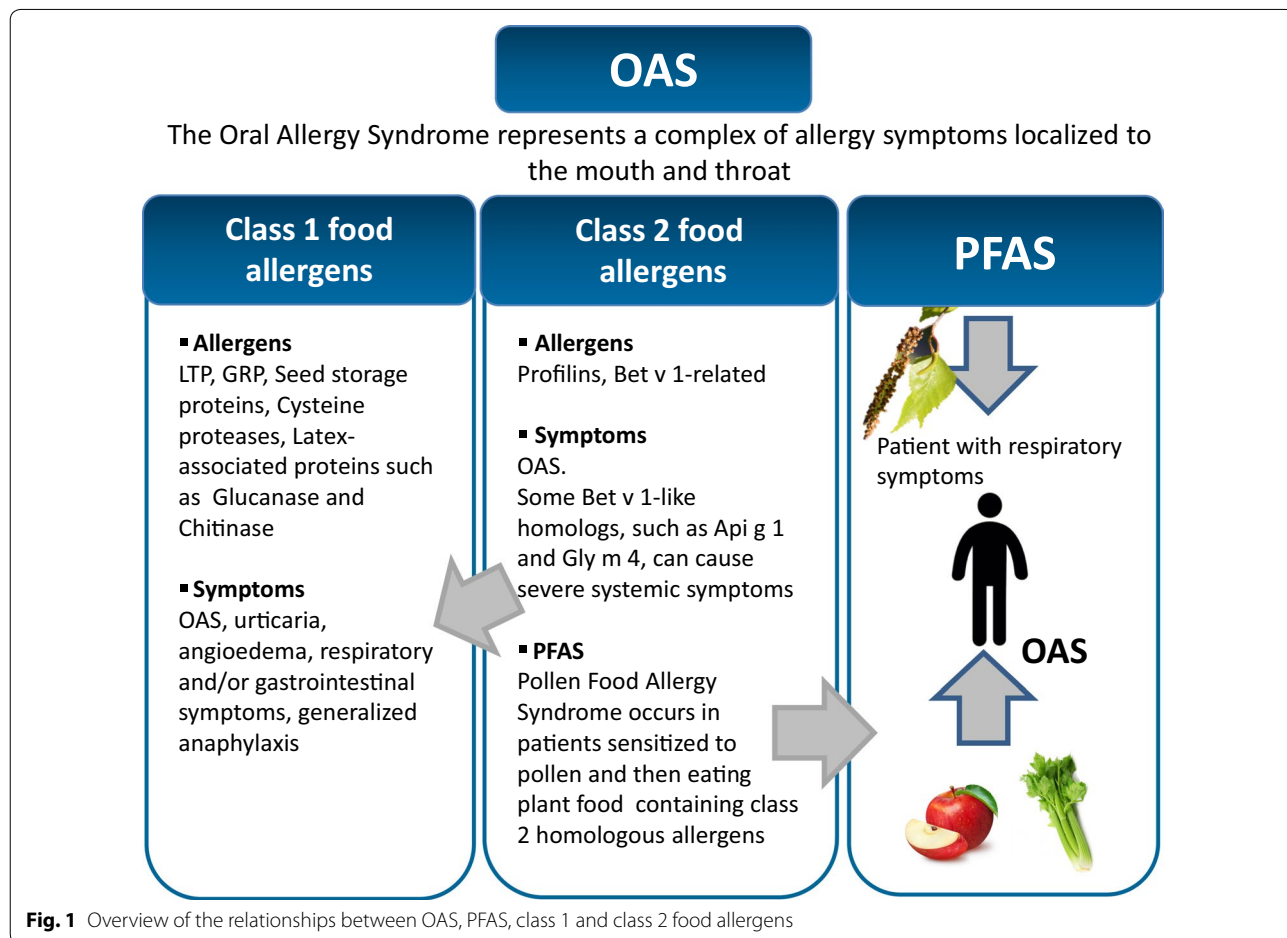 OAS
The Oral Allergy Syndrome represents a complex of allergy symptoms localized to
the mouth and throat
Class 1 food
allergens
▪ Allergens
LTP, GRP, Seed storage
proteins, Cysteine
proteases, Latex-
associated proteins such
as Glucanase and
Chitinase
▪ Symptoms
OAS, urticaria,
angioedema, respiratory
and/or gastrointestinal
symptoms, generalized
anaphylaxis
Class 2 food
allergens
▪ Allergens
Profilins, Bet v 1-related
▪ Symptoms
OAS.
Some Bet v 1-like
homologs, such as Api g 1
and Gly m 4, can cause
severe systemic symptoms
▪ PFAS
Pollen Food Allergy
Syndrome occurs in
patients sensitized to
pollen and then eating
plant food containing class
2 homologous allergens
PFAS
Patient with respiratory
symptoms
OAS
Fig. 1 Overview of the relationships between OAS, PFAS, class 1 and class 2 food allergens